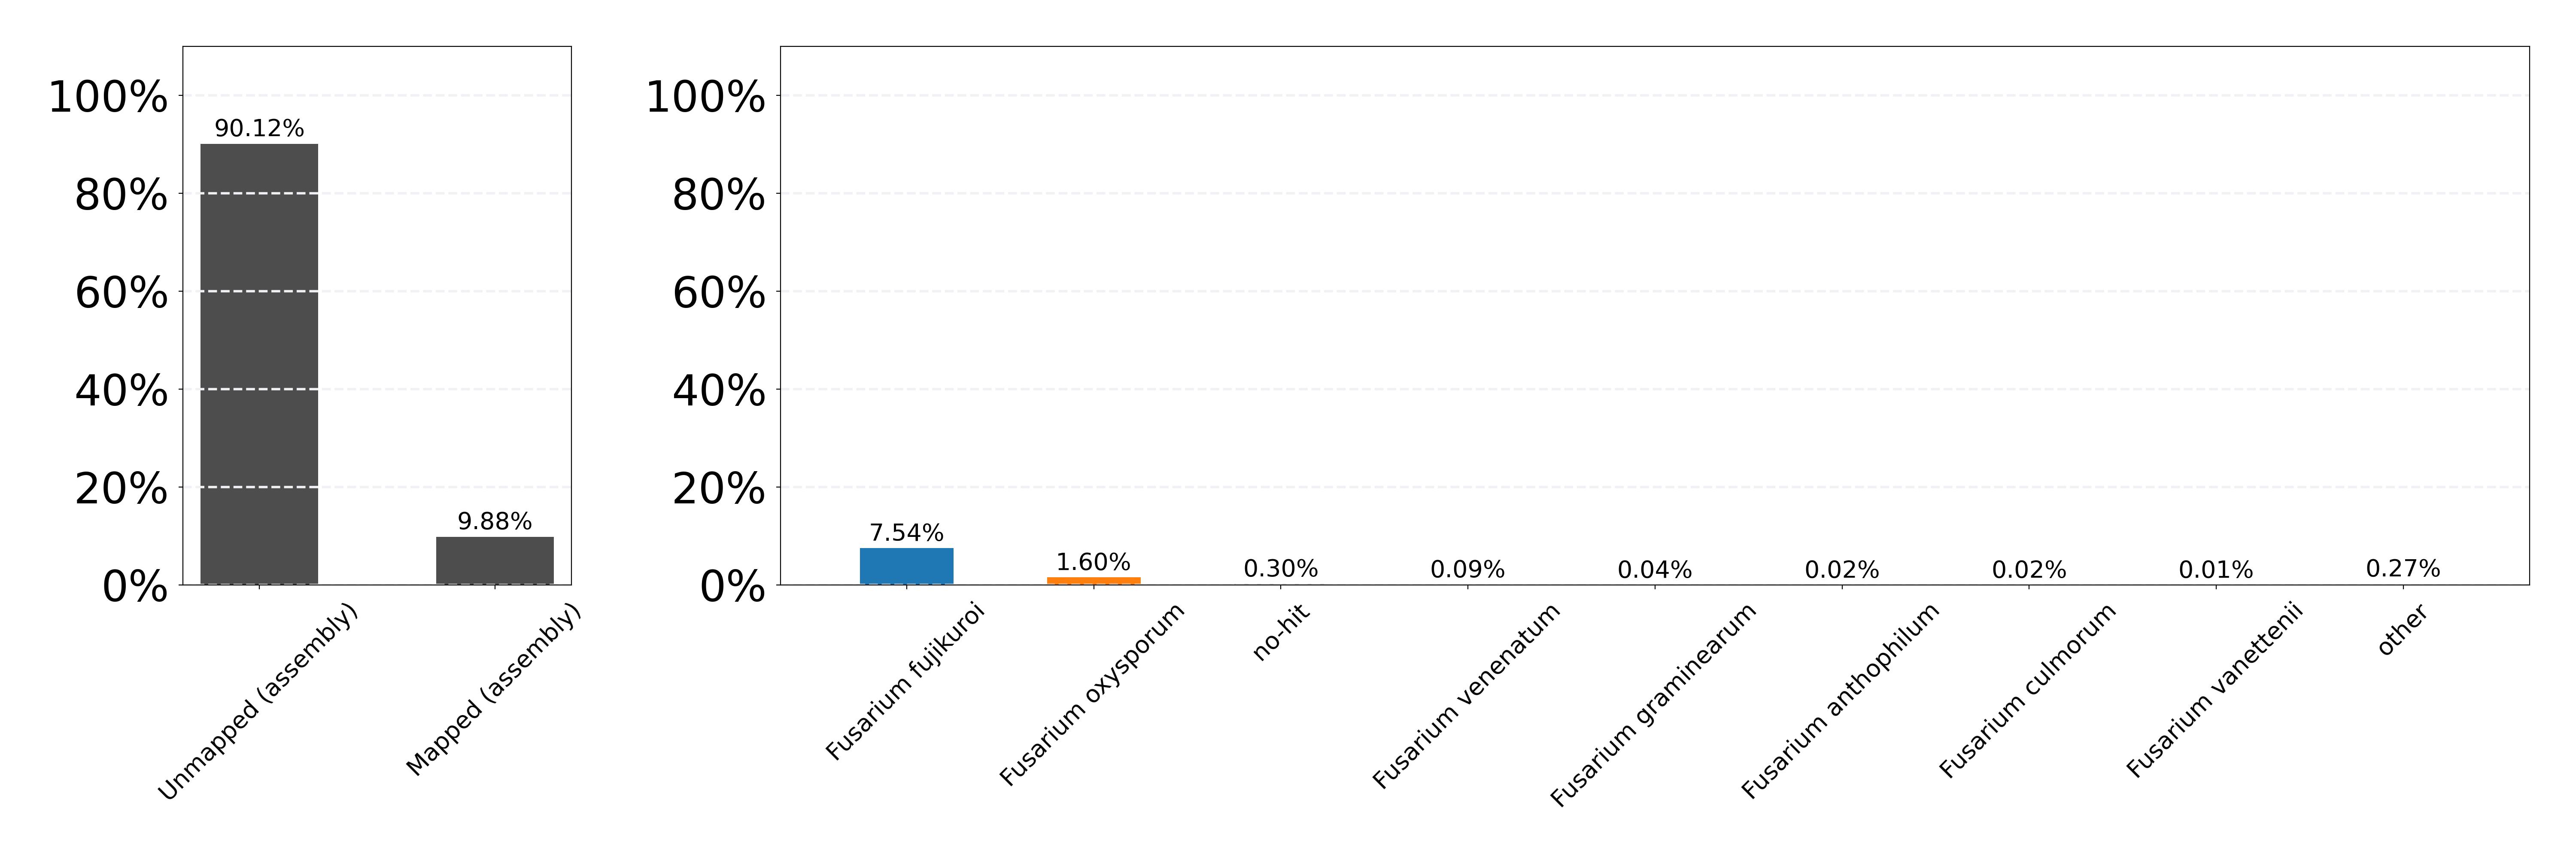 100%
80%
60%
40%
20%
0%
90.12%
9.88%
Unmapped (assembly)
Mapped (assembly)
100%
80%
60%
40%
20%
0%
7.54%
1.60%
0.30%
0.09%
0.04%
0.02%
0.02%
0.01%
0.27%
Fusarium fujikuroi
Fusarium oxysporum
no-hit
Fusarium venenatum
Fusarium graminearum
Fusarium anthophilum
Fusarium culmorum
Fusarium vanettenii
other